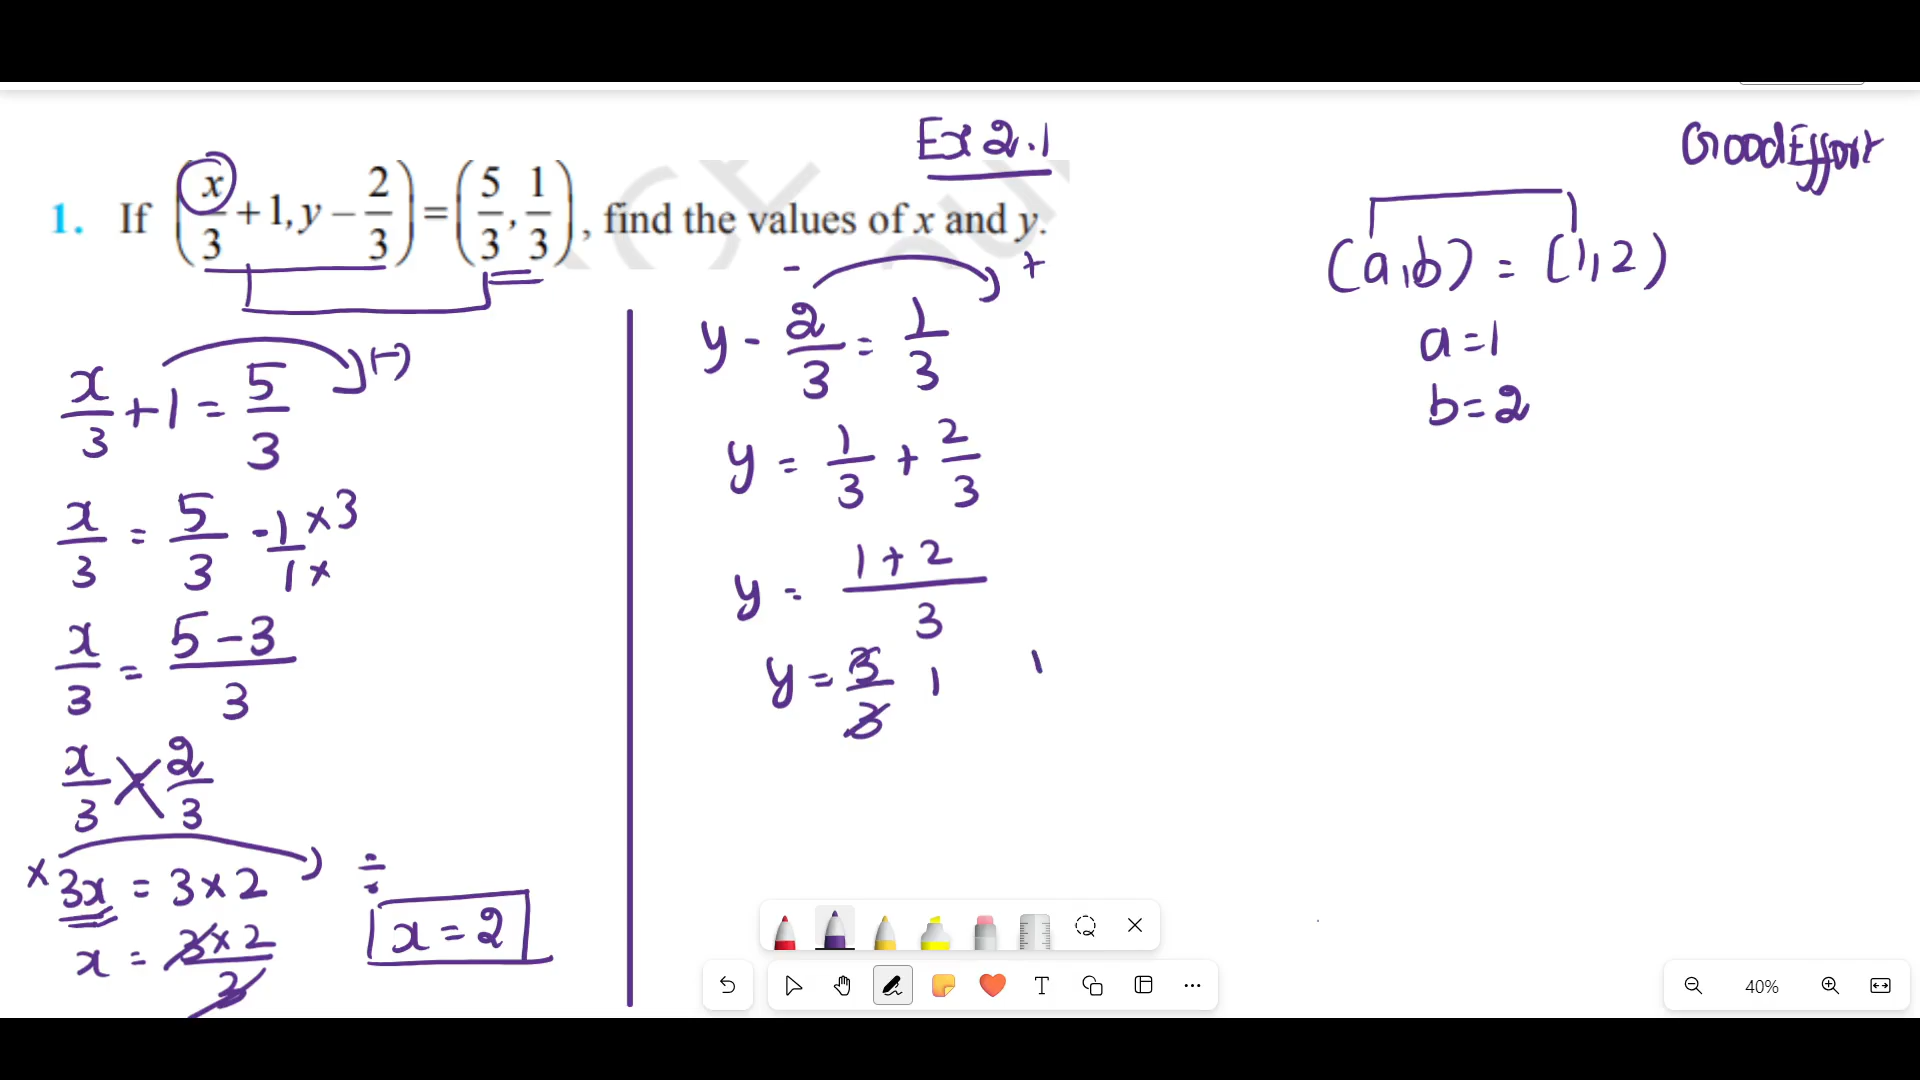 Ex 2.1
GoodEffort
1. If (x/3 + 1, y − 2/3) = (5/3, 1/3), find the values of x and y.
x/3 + 1 = 5/3 (−)
x/3 = 5/3 - 1/1 × 3 ×
x/3 = 5 − 3 / 3
x/3 2/3
× 3x = 3 × 2 ÷
x = 3 × 2 / 3
x = 2
- +
y - 2/3 = 1/3
y = 1/3 + 2/3
y = 1 + 2 / 3
y = 3/3 1 1
(a,b) = (1,2)
a = 1
b = 2
40%